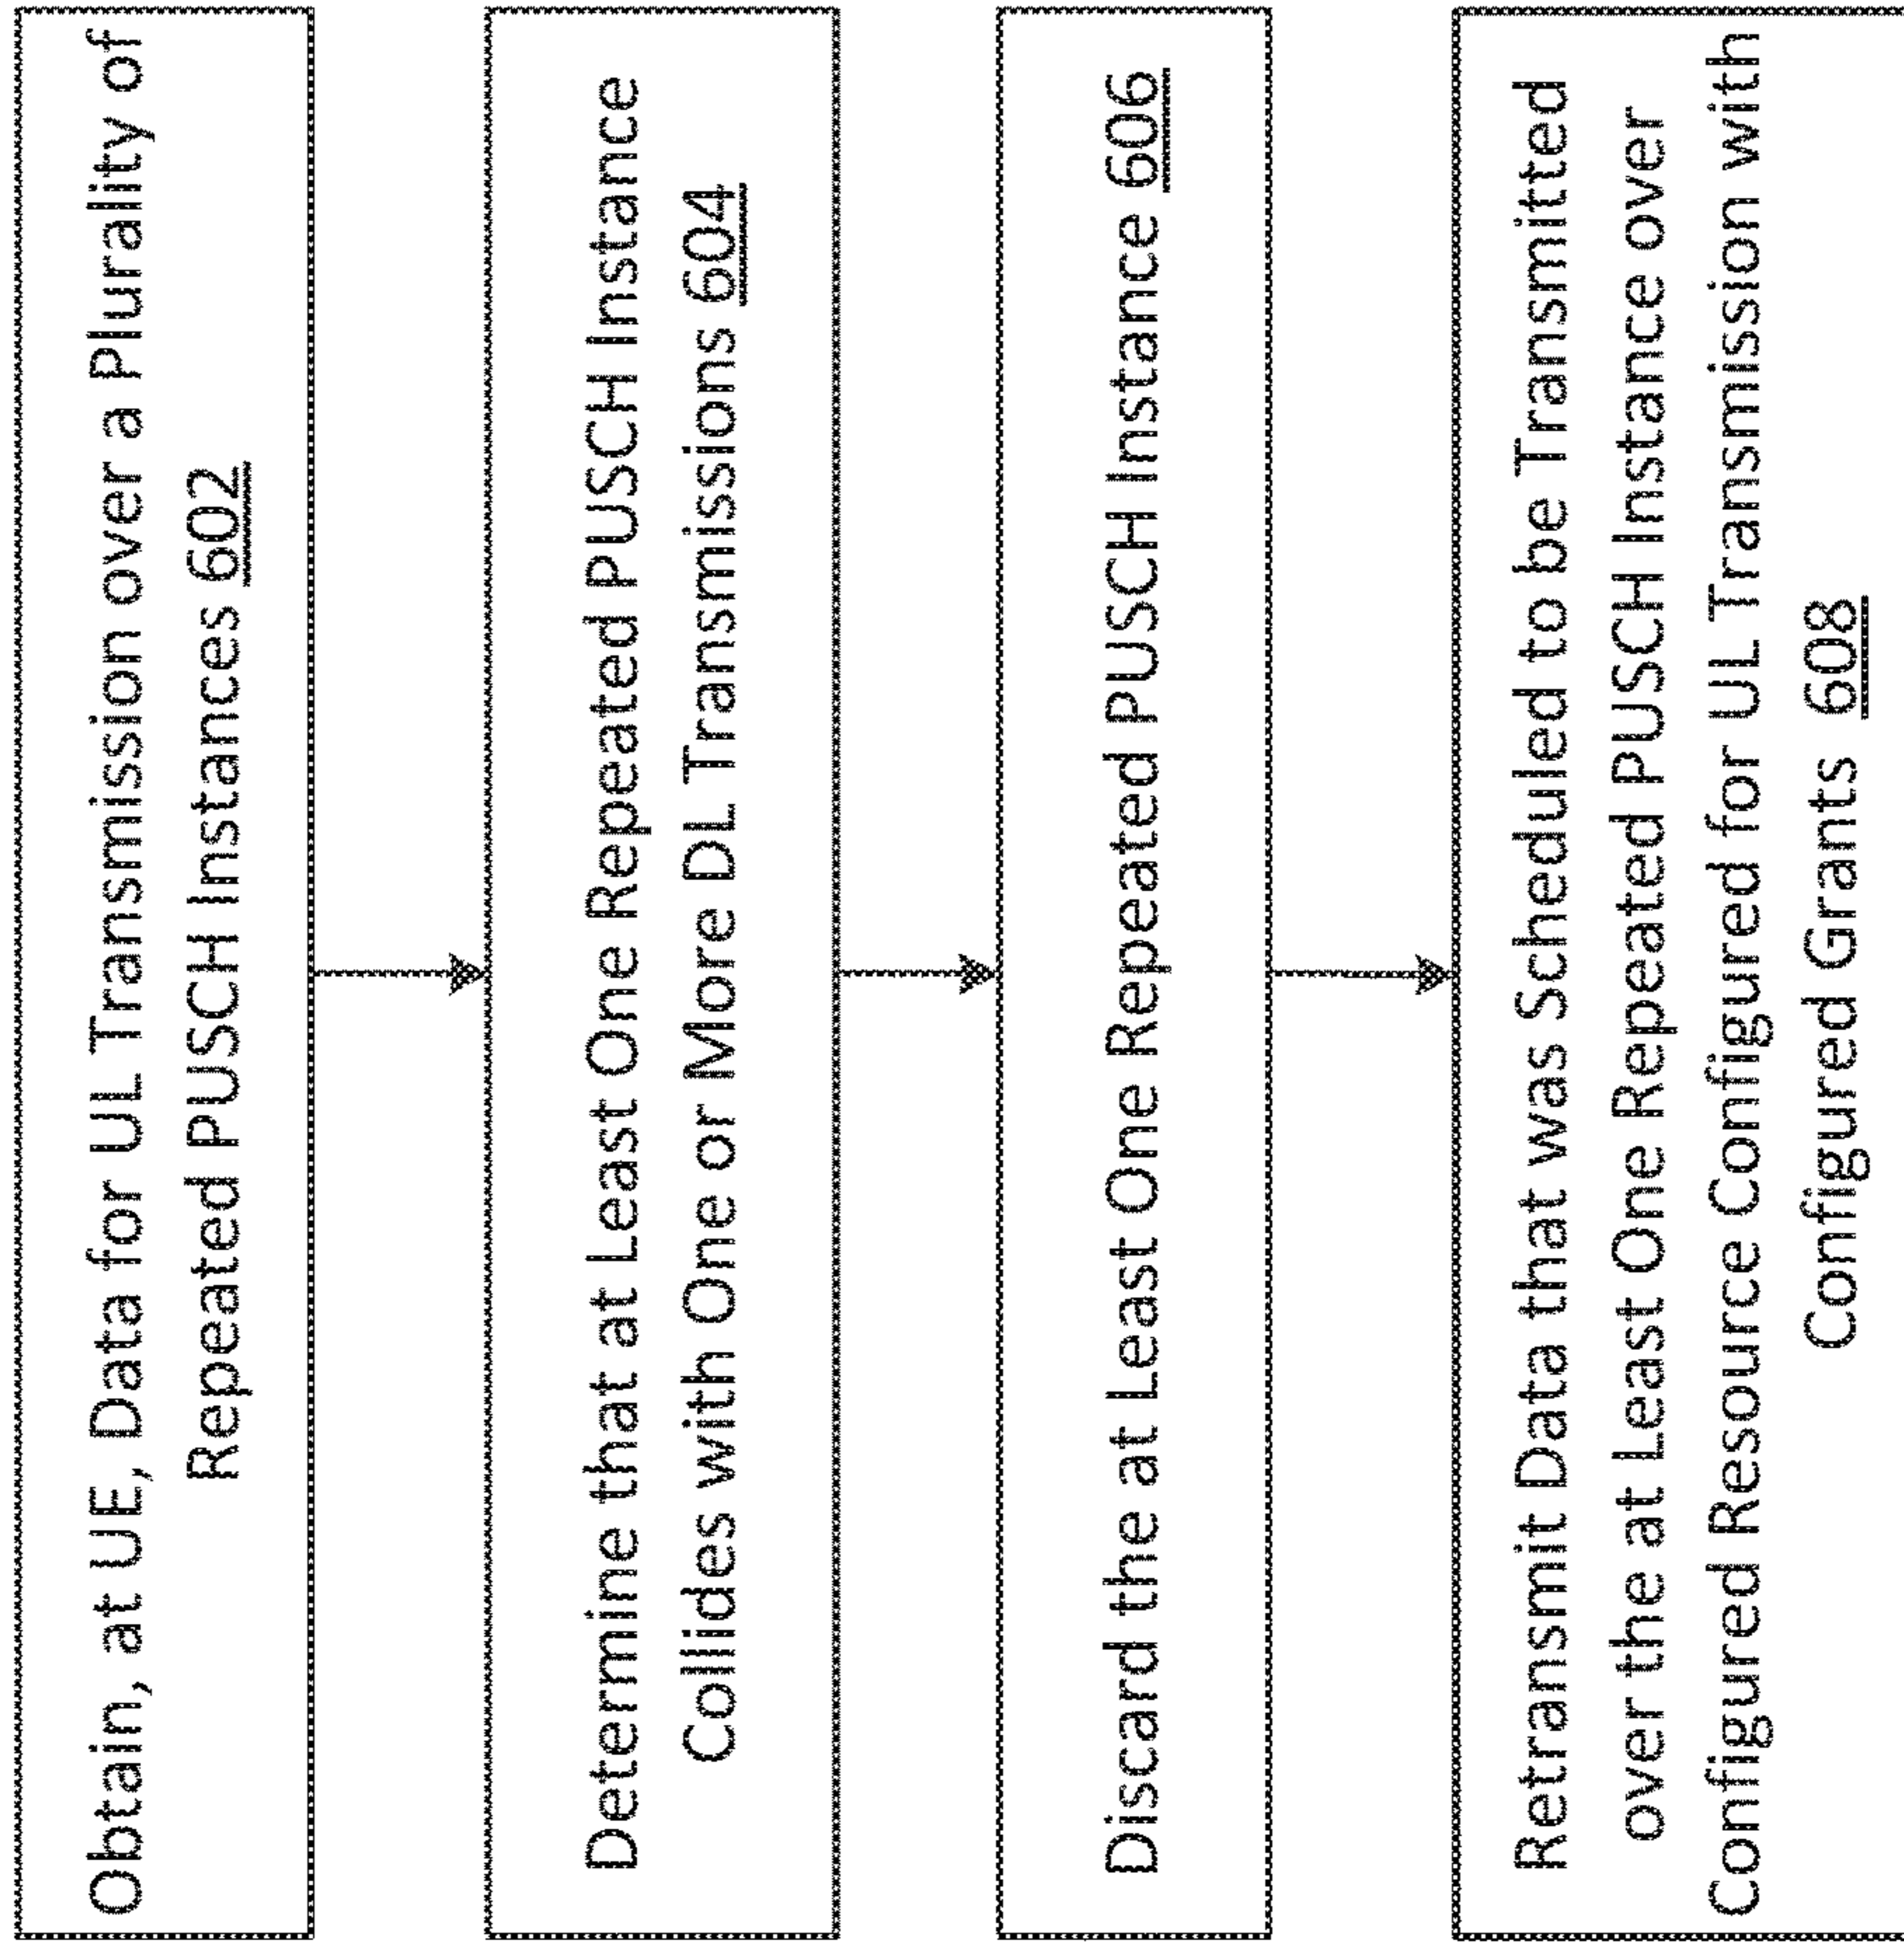 Obtain, at UE, Data for UL Transmission over a Plurality of
Repeated PUSCH Instances 602
Determine that at Least One Repeated PUSCH Instance
Collides with One or More DL Transmissions 604
Discard the at Least One Repeated PUSCH Instance 606
Retransmit Data that was Scheduled to be Transmitted
over the at Least One Repeated PUSCH Instance over
Configured Resource Configured for UL Transmission with
Configured Grants 608